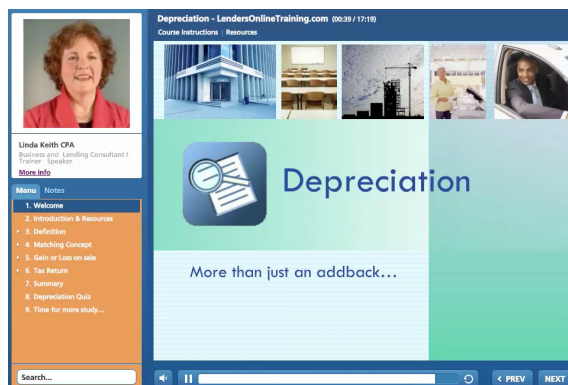 Depreciation - LendersOnlineTraining.com (00:39 / 17:19)
Course Instructions | Resources
Linda Keith CPA
Business and Lending Consultant |
Trainer Speaker
More info
Menu Notes
1. Welcome
2. Introduction & Resources
3. Definition
4. Matching Concept
5. Gain or Loss on sale
6. Tax Return
7. Summary
8. Depreciation Quiz
9. Time for more study...
Search...
Depreciation
More than just an addback...
< PREV NEXT